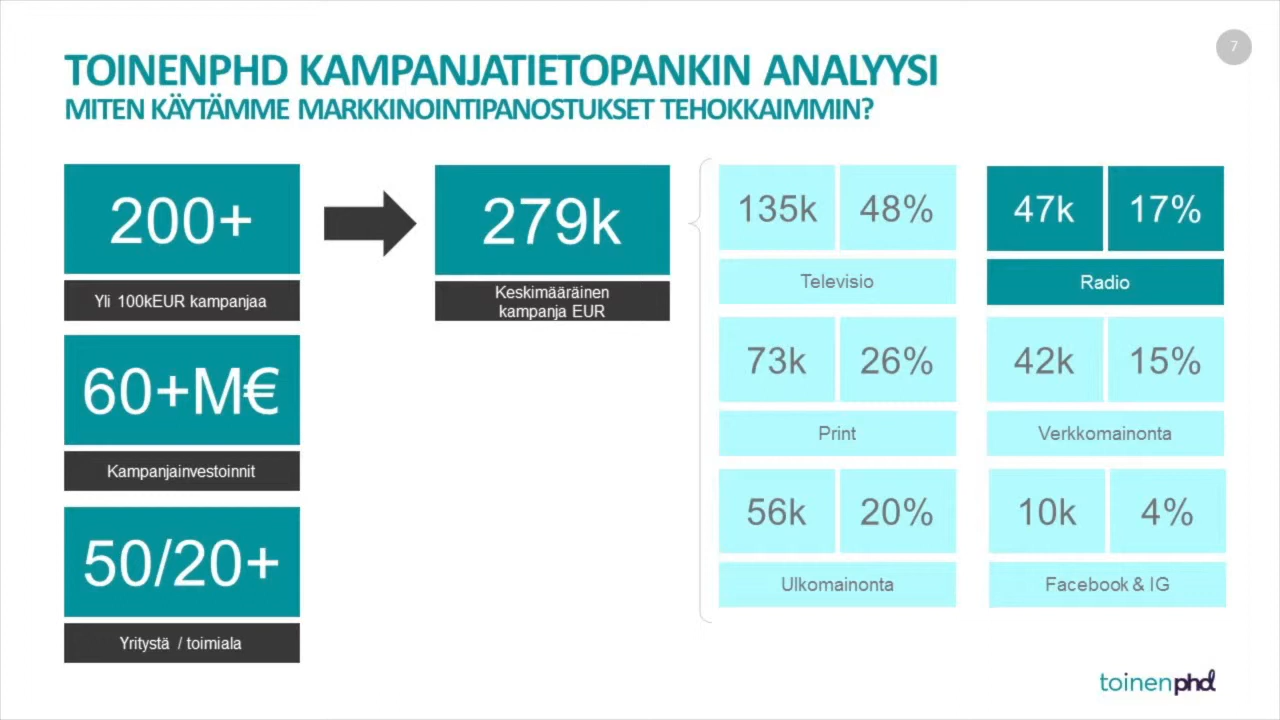 7
TOINENPHD KAMPANJATIETOPANKIN ANALYYSI
MITEN KÄYTÄMME MARKKINOINTIPANOSTUKSET TEHOKKAIMMIN?
200+
Yli 100kEUR kampanjaa
60+M€
Kampanjainvestoinnit
50/20+
Yritystä / toimiala
279k
Keskimääräinen
kampanja EUR
135k 48%
Televisio
47k 17%
Radio
73k 26%
Print
42k 15%
Verkkomainonta
56k 20%
Ulkomainonta
10k 4%
Facebook & IG
toinenphd